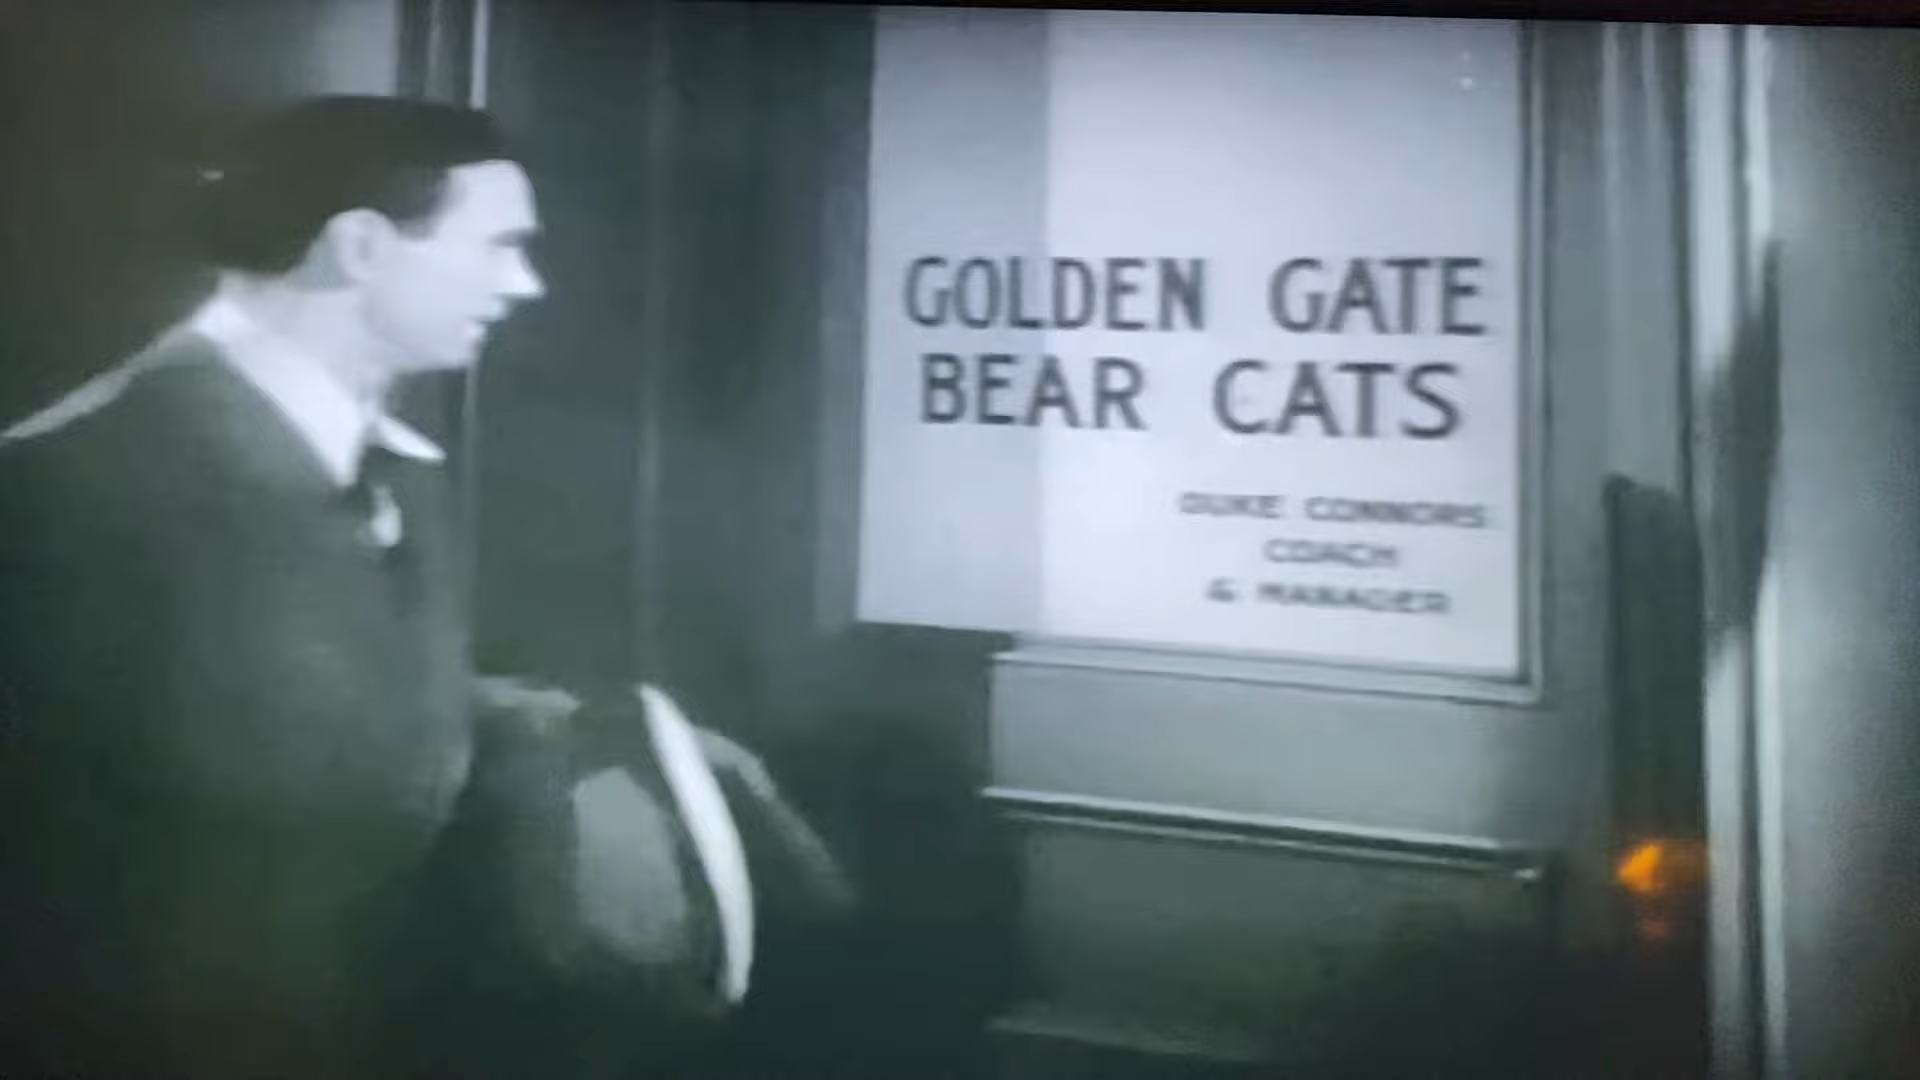 GOLDEN GATE
BEAR CATS
DUKE CONNORS
COACH
& MANAGER